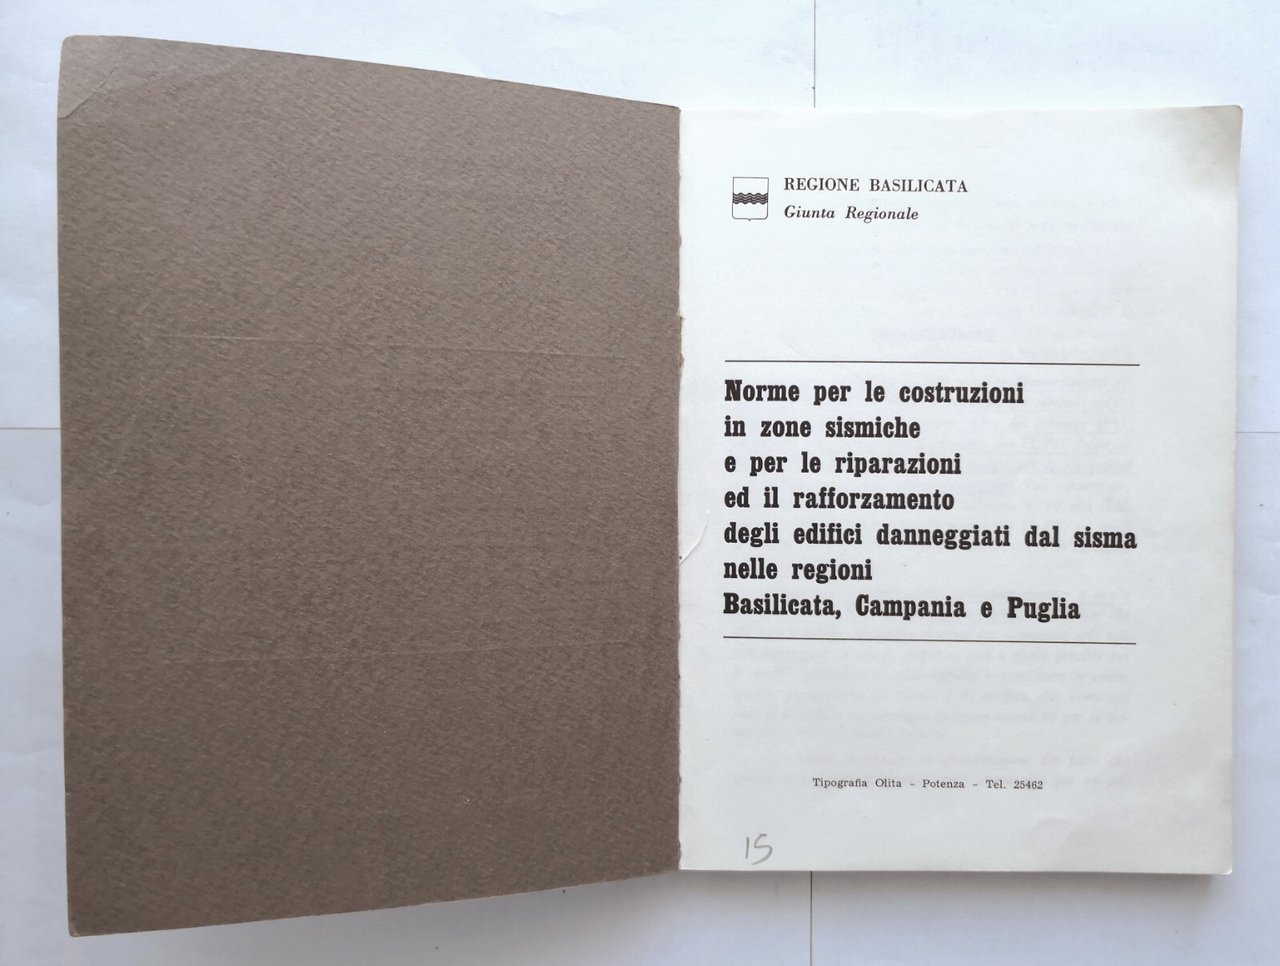 REGIONE BASILICATA
Giunta Regionale
Norme per le costruzioni
in zone sismiche
e per le riparazioni
ed il rafforzamento
degli edifici danneggiati dal sisma
nelle regioni
Basilicata, Campania e Puglia
Tipografia Olita - Potenza - Tel. 25462
15